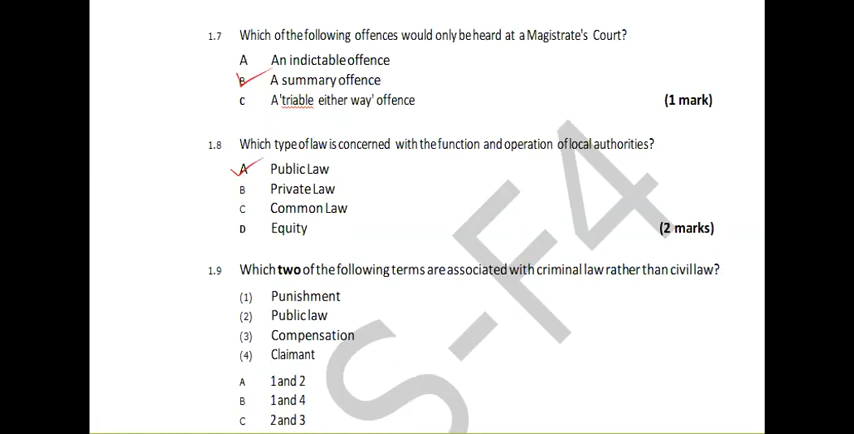 1.7 Which of the following offences would only be heard at a Magistrate's Court?
A An indictable offence
B A summary offence
C A 'triable either way' offence (1 mark)
1.8 Which type of law is concerned with the function and operation of local authorities?
A Public Law
B Private Law
C Common Law
D Equity (2 marks)
1.9 Which two of the following terms are associated with criminal law rather than civil law?
(1) Punishment
(2) Public law
(3) Compensation
(4) Claimant
A 1 and 2
B 1 and 4
C 2 and 3
S-F4